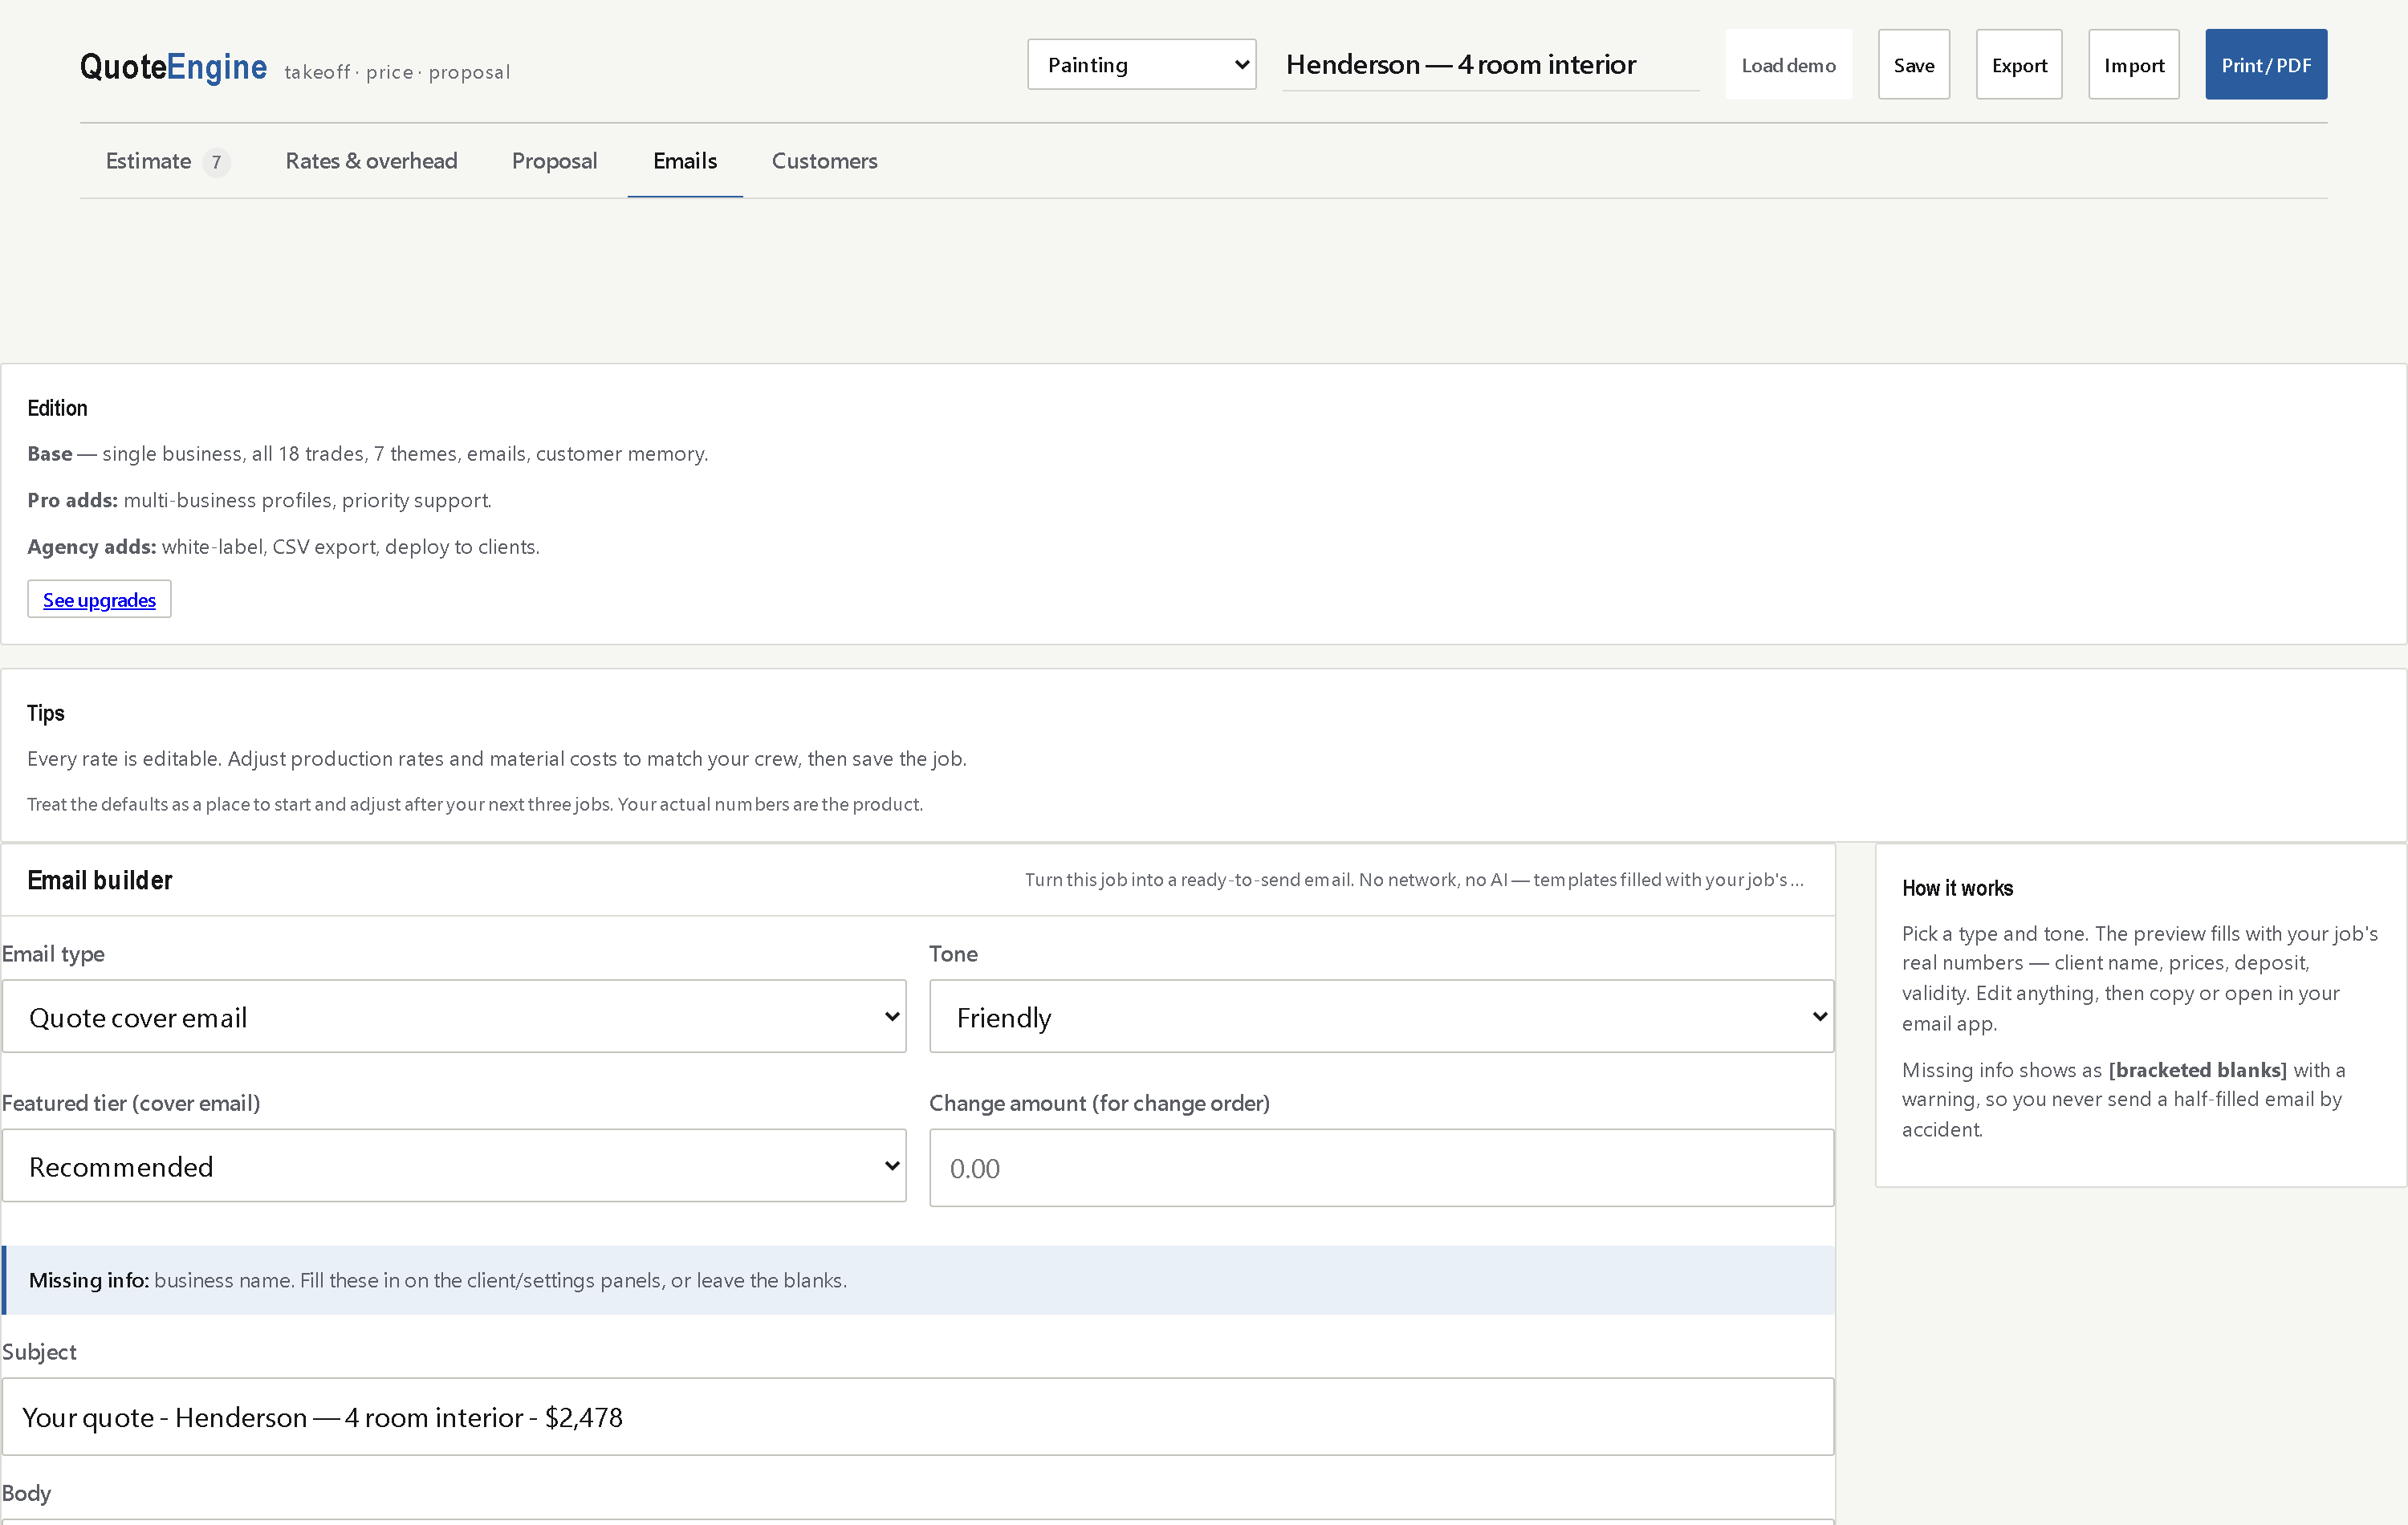 QuoteEngine takeoff · price · proposal
Painting
Henderson — 4 room interior
Load demo
Save
Export
Import
Print / PDF
Estimate 7
Rates & overhead
Proposal
Emails
Customers
Edition
Base — single business, all 18 trades, 7 themes, emails, customer memory.
Pro adds: multi-business profiles, priority support.
Agency adds: white-label, CSV export, deploy to clients.
See upgrades
Tips
Every rate is editable. Adjust production rates and material costs to match your crew, then save the job.
Treat the defaults as a place to start and adjust after your next three jobs. Your actual numbers are the product.
Email builder
Turn this job into a ready-to-send email. No network, no AI — templates filled with your job's ...
Email type
Quote cover email
Tone
Friendly
Featured tier (cover email)
Recommended
Change amount (for change order)
0.00
Missing info: business name. Fill these in on the client/settings panels, or leave the blanks.
Subject
Your quote - Henderson — 4 room interior - $2,478
Body
How it works
Pick a type and tone. The preview fills with your job's
real numbers — client name, prices, deposit,
validity. Edit anything, then copy or open in your
email app.
Missing info shows as [bracketed blanks] with a
warning, so you never send a half-filled email by
accident.